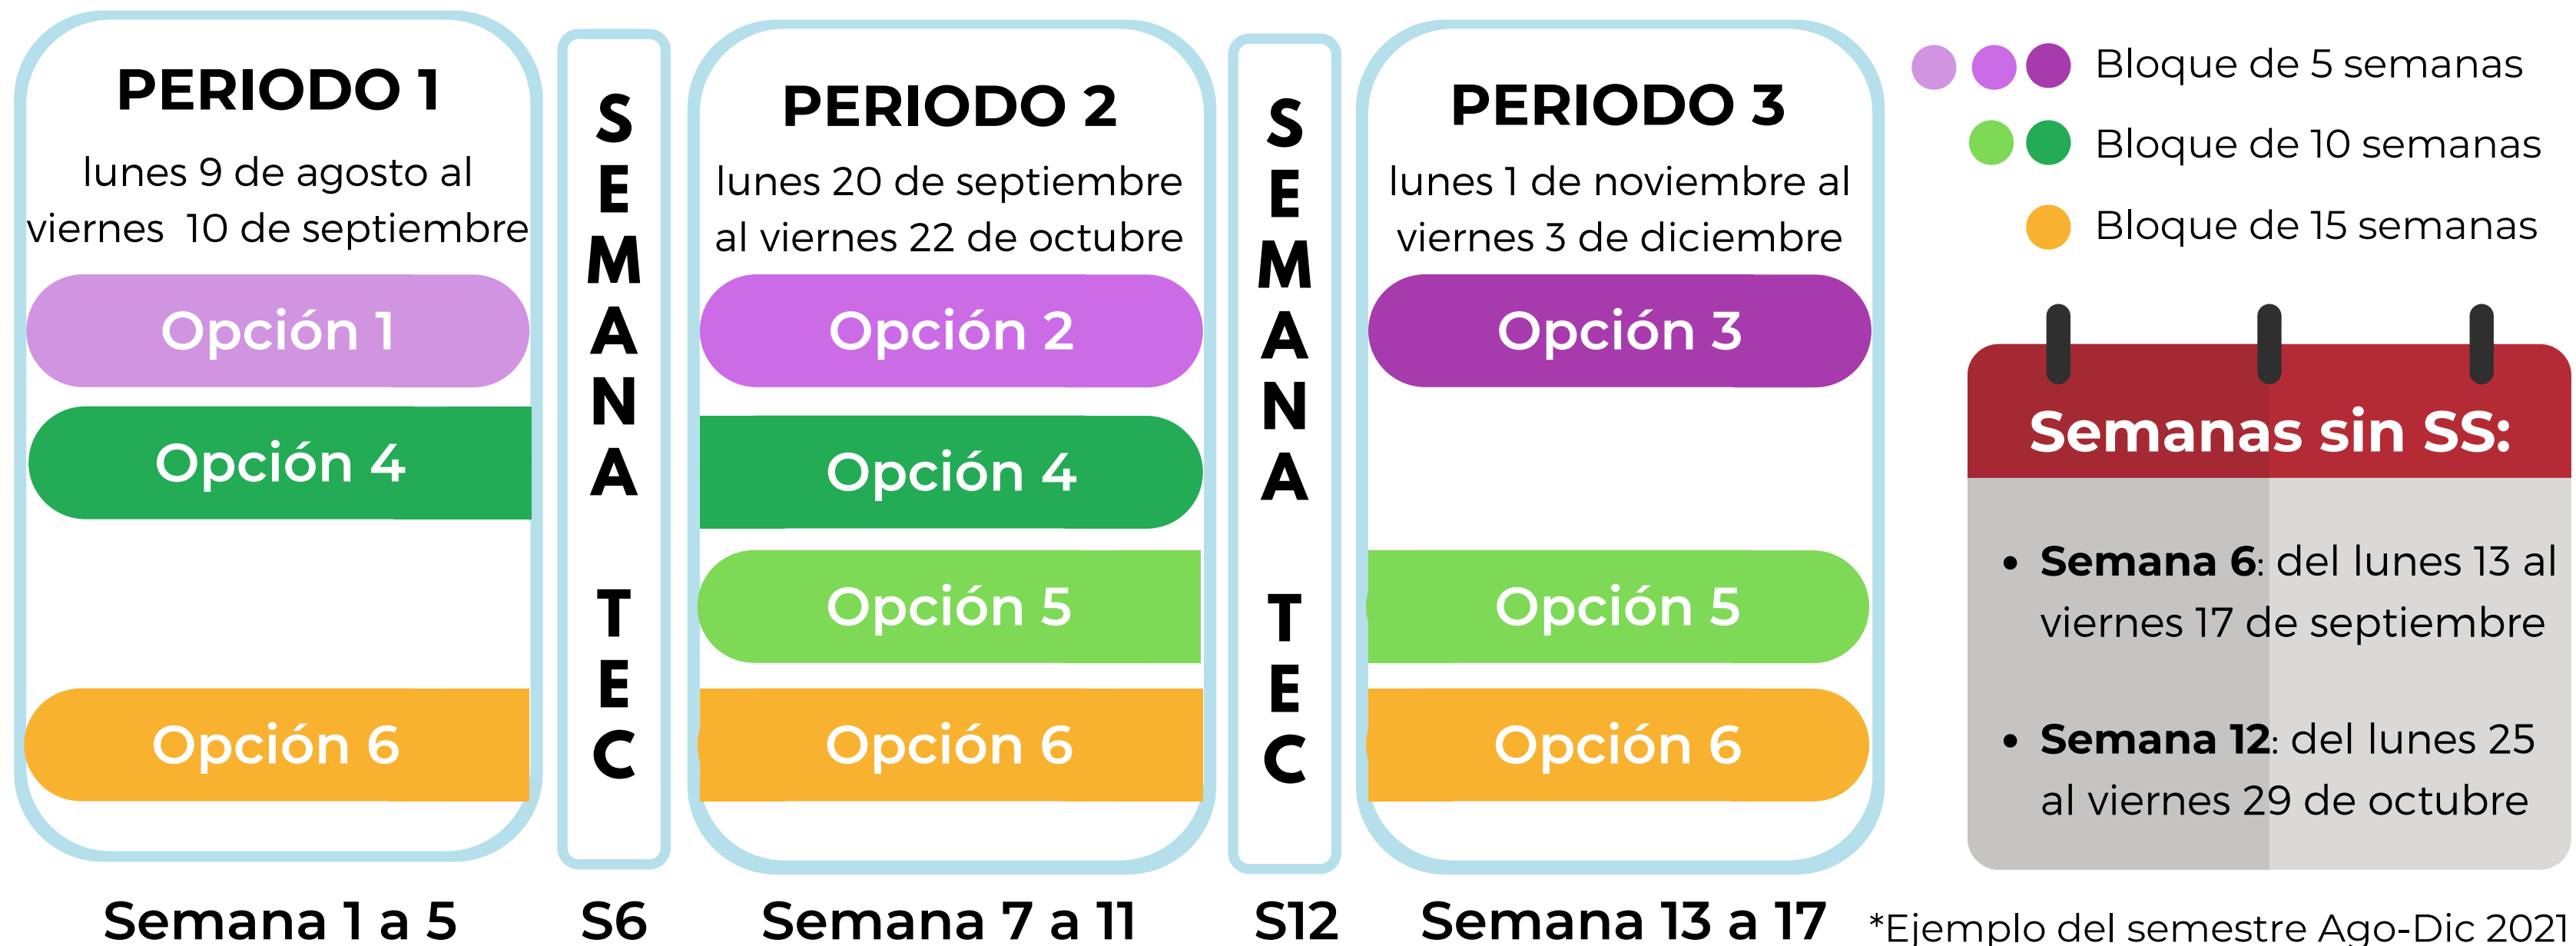 PERIODO 1
lunes 9 de agosto al
viernes 10 de septiembre
Opción 1
Opción 4
Opción 6
Semana 1 a 5
SEMANA TEC
S6
PERIODO 2
lunes 20 de septiembre
al viernes 22 de octubre
Opción 2
Opción 4
Opción 5
Opción 6
Semana 7 a 11
SEMANA TEC
S12
PERIODO 3
lunes 1 de noviembre al
viernes 3 de diciembre
Opción 3
Opción 5
Opción 6
Semana 13 a 17
Bloque de 5 semanas
Bloque de 10 semanas
Bloque de 15 semanas
Semanas sin SS:
• Semana 6: del lunes 13 al
viernes 17 de septiembre
• Semana 12: del lunes 25
al viernes 29 de octubre
*Ejemplo del semestre Ago-Dic 2021